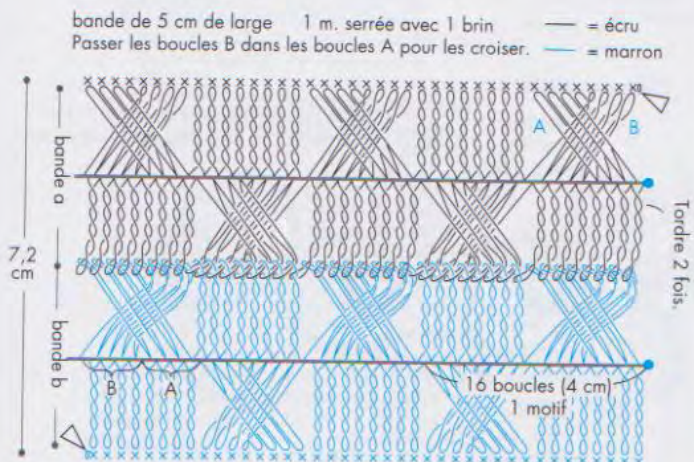 bande de 5 cm de large 1 m. serrée avec 1 brin
Passer les boucles B dans les boucles A pour les croiser.
= écru
= marron
A
B
bande a
Tordre 2 fois.
7,2
cm
bande b
B
A
16 boucles (4 cm)
1 motif